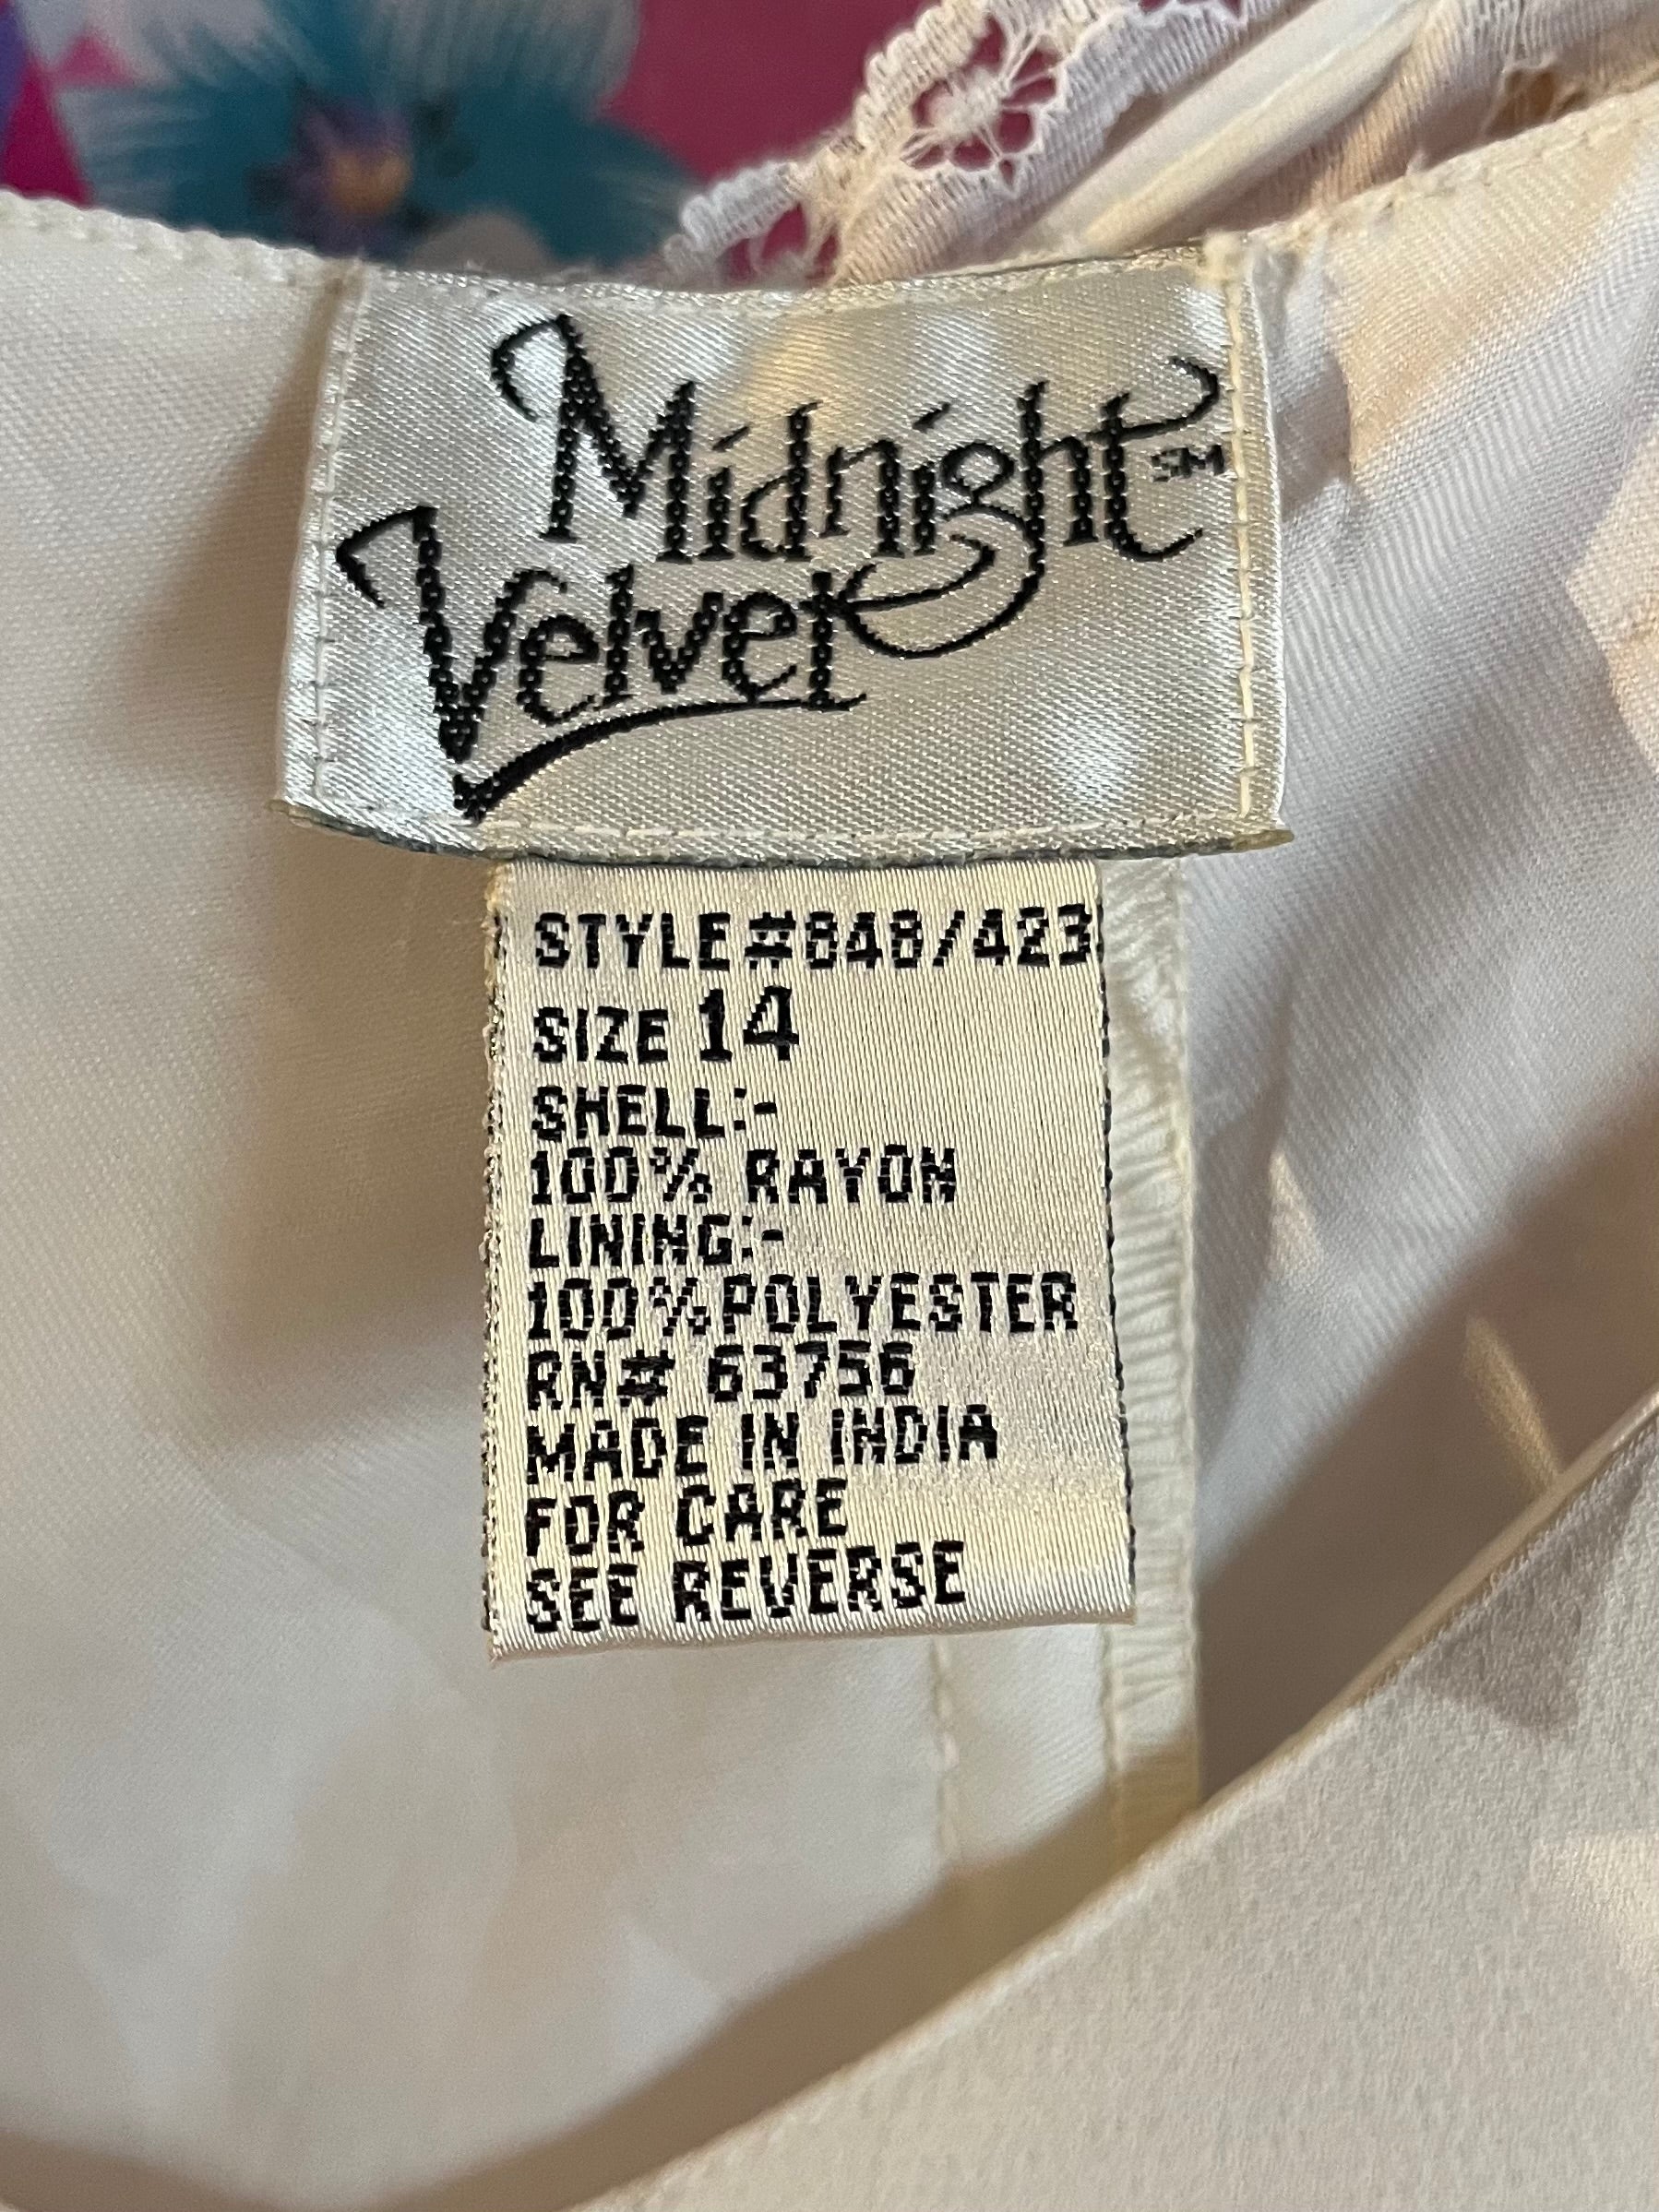 Midnight SM
Velvet
STYLE#848/423
SIZE 14
SHELL:-
100% RAYON
LINING:-
100%POLYESTER
RN# 63756
MADE IN INDIA
FOR CARE
SEE REVERSE